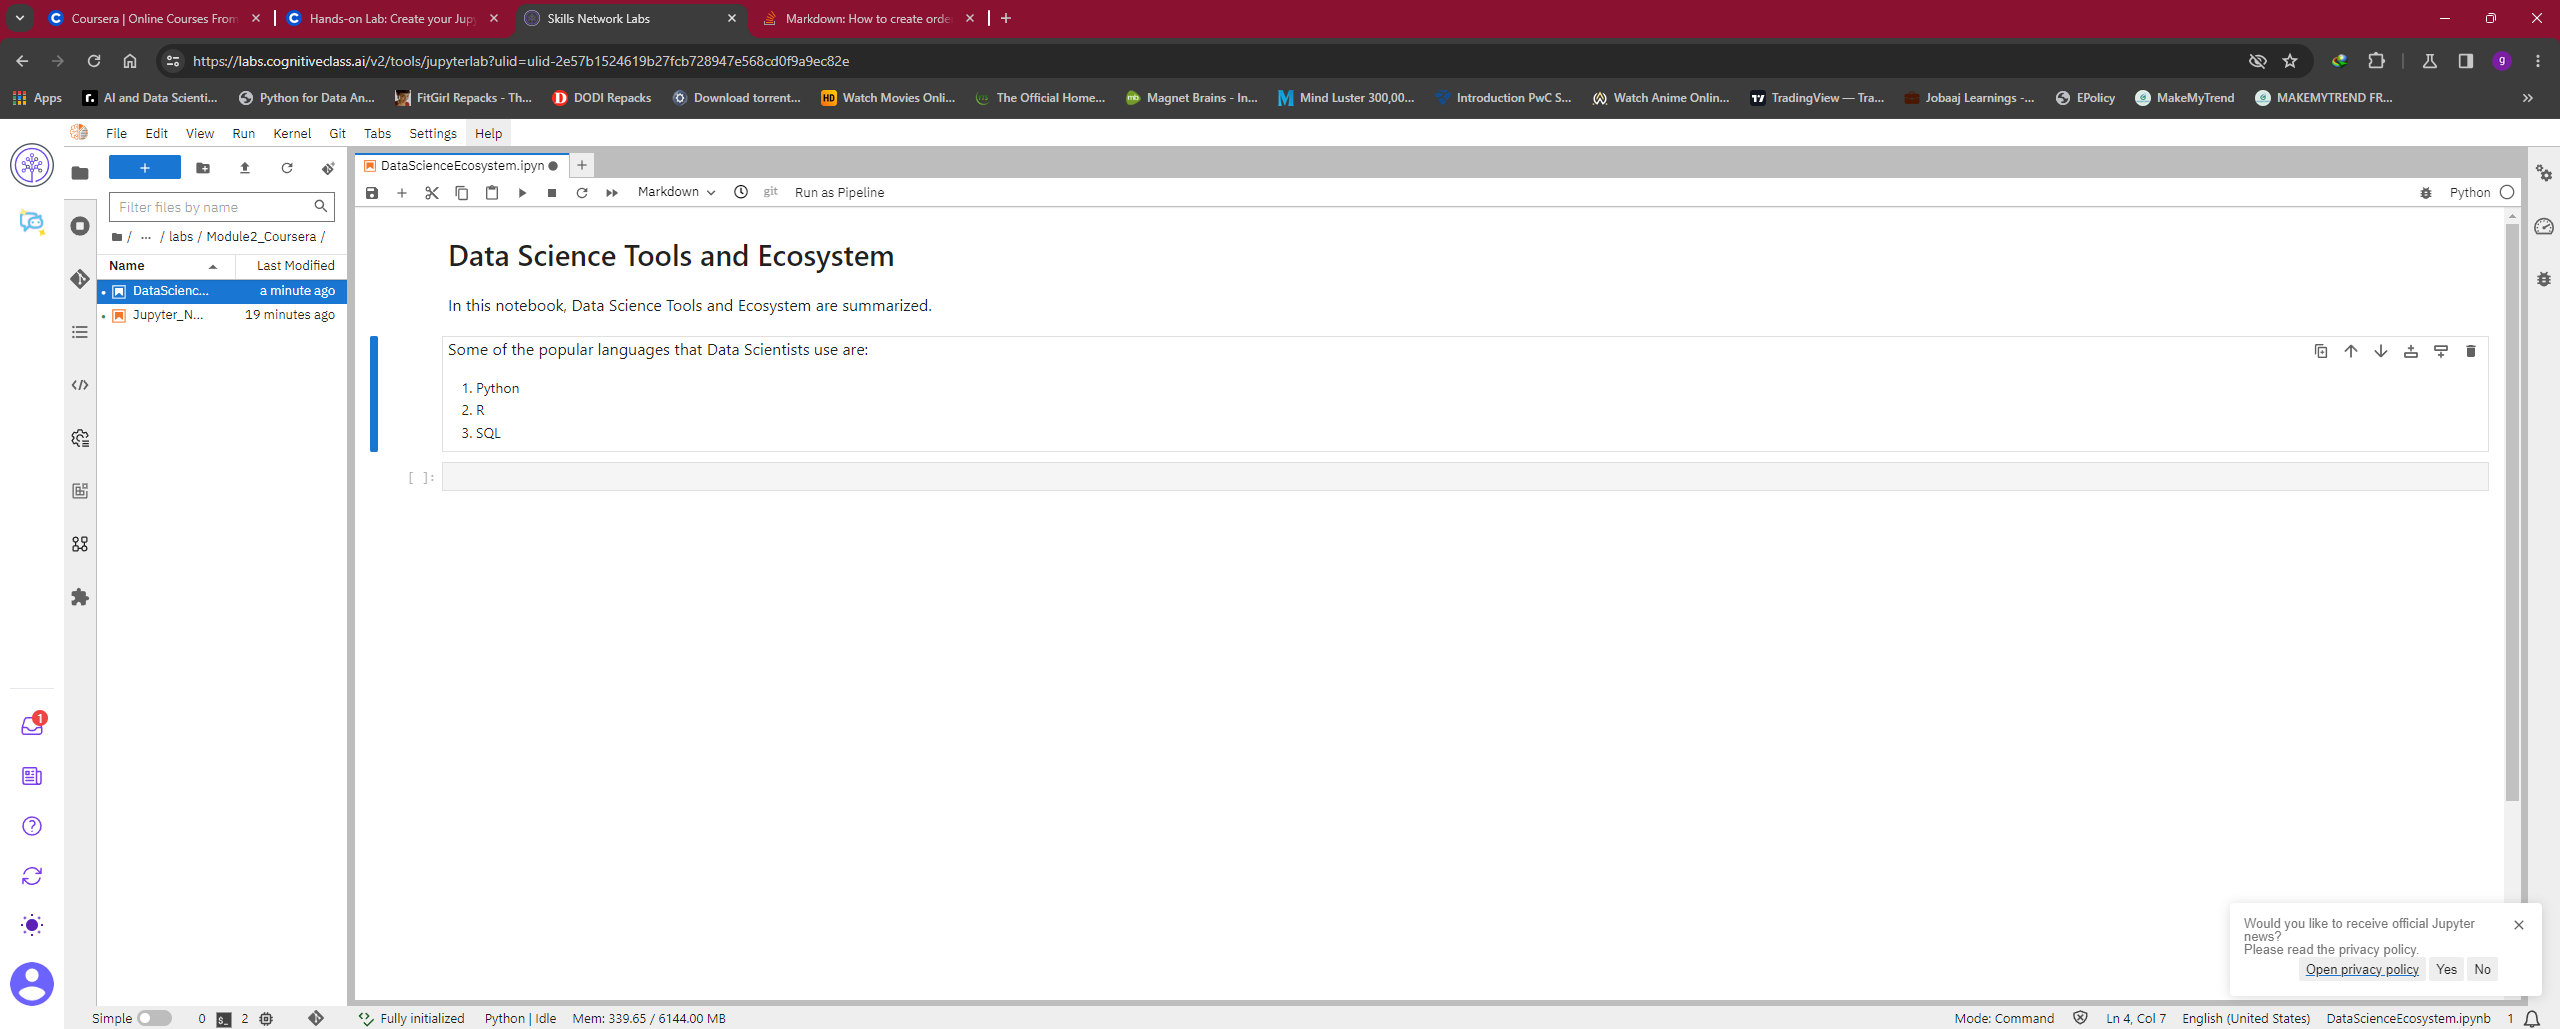 Coursera | Online Courses From
Hands-on Lab: Create your Jupy
Skills Network Labs
Markdown: How to create orde
https://labs.cognitiveclass.ai/v2/tools/jupyterlab?ulid=ulid-2e57b1524619b27fcb728947e568cd0f9a9ec82e
g
Apps
r.
AI and Data Scienti...
Python for Data An...
FitGirl Repacks - Th...
DODI Repacks
Download torrent...
HD
Watch Movies Onli...
The Official Home...
Magnet Brains - In...
Mind Luster 300,00...
Introduction PwC S...
Watch Anime Onlin...
TradingView — Tra...
Jobaaj Learnings -...
EPolicy
MakeMyTrend
MAKEMYTREND FR...
File Edit View Run Kernel Git Tabs Settings Help
DataScienceEcosystem.ipyn
Markdown
git
Run as Pipeline
Python
Filter files by name
/ ... / labs / Module2_Coursera /
Name Last Modified
DataScienc... a minute ago
Jupyter_N... 19 minutes ago
Data Science Tools and Ecosystem
In this notebook, Data Science Tools and Ecosystem are summarized.
Some of the popular languages that Data Scientists use are:
1. Python
2. R
3. SQL
[ ]:
1
Would you like to receive official Jupyter
news?
Please read the privacy policy.
Open privacy policy Yes No
Simple 0 2 Fully initialized Python | Idle Mem: 339.65 / 6144.00 MB
Mode: Command Ln 4, Col 7 English (United States) DataScienceEcosystem.ipynb 1